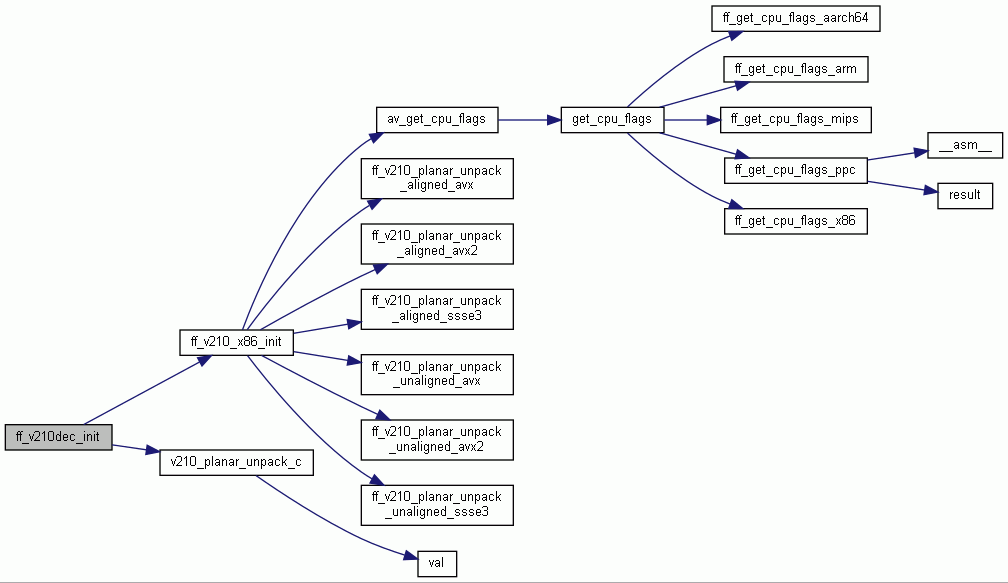 ff_get_cpu_flags_aarch64
ff_get_cpu_flags_arm
av_get_cpu_flags
get_cpu_flags
ff_get_cpu_flags_mips
__asm__
ff_v210_planar_unpack
_aligned_avx
ff_get_cpu_flags_ppc
result
ff_get_cpu_flags_x86
ff_v210_planar_unpack
_aligned_avx2
ff_v210_planar_unpack
_aligned_ssse3
ff_v210_x86_init
ff_v210_planar_unpack
_unaligned_avx
ff_v210dec_init
ff_v210_planar_unpack
_unaligned_avx2
v210_planar_unpack_c
ff_v210_planar_unpack
_unaligned_ssse3
val